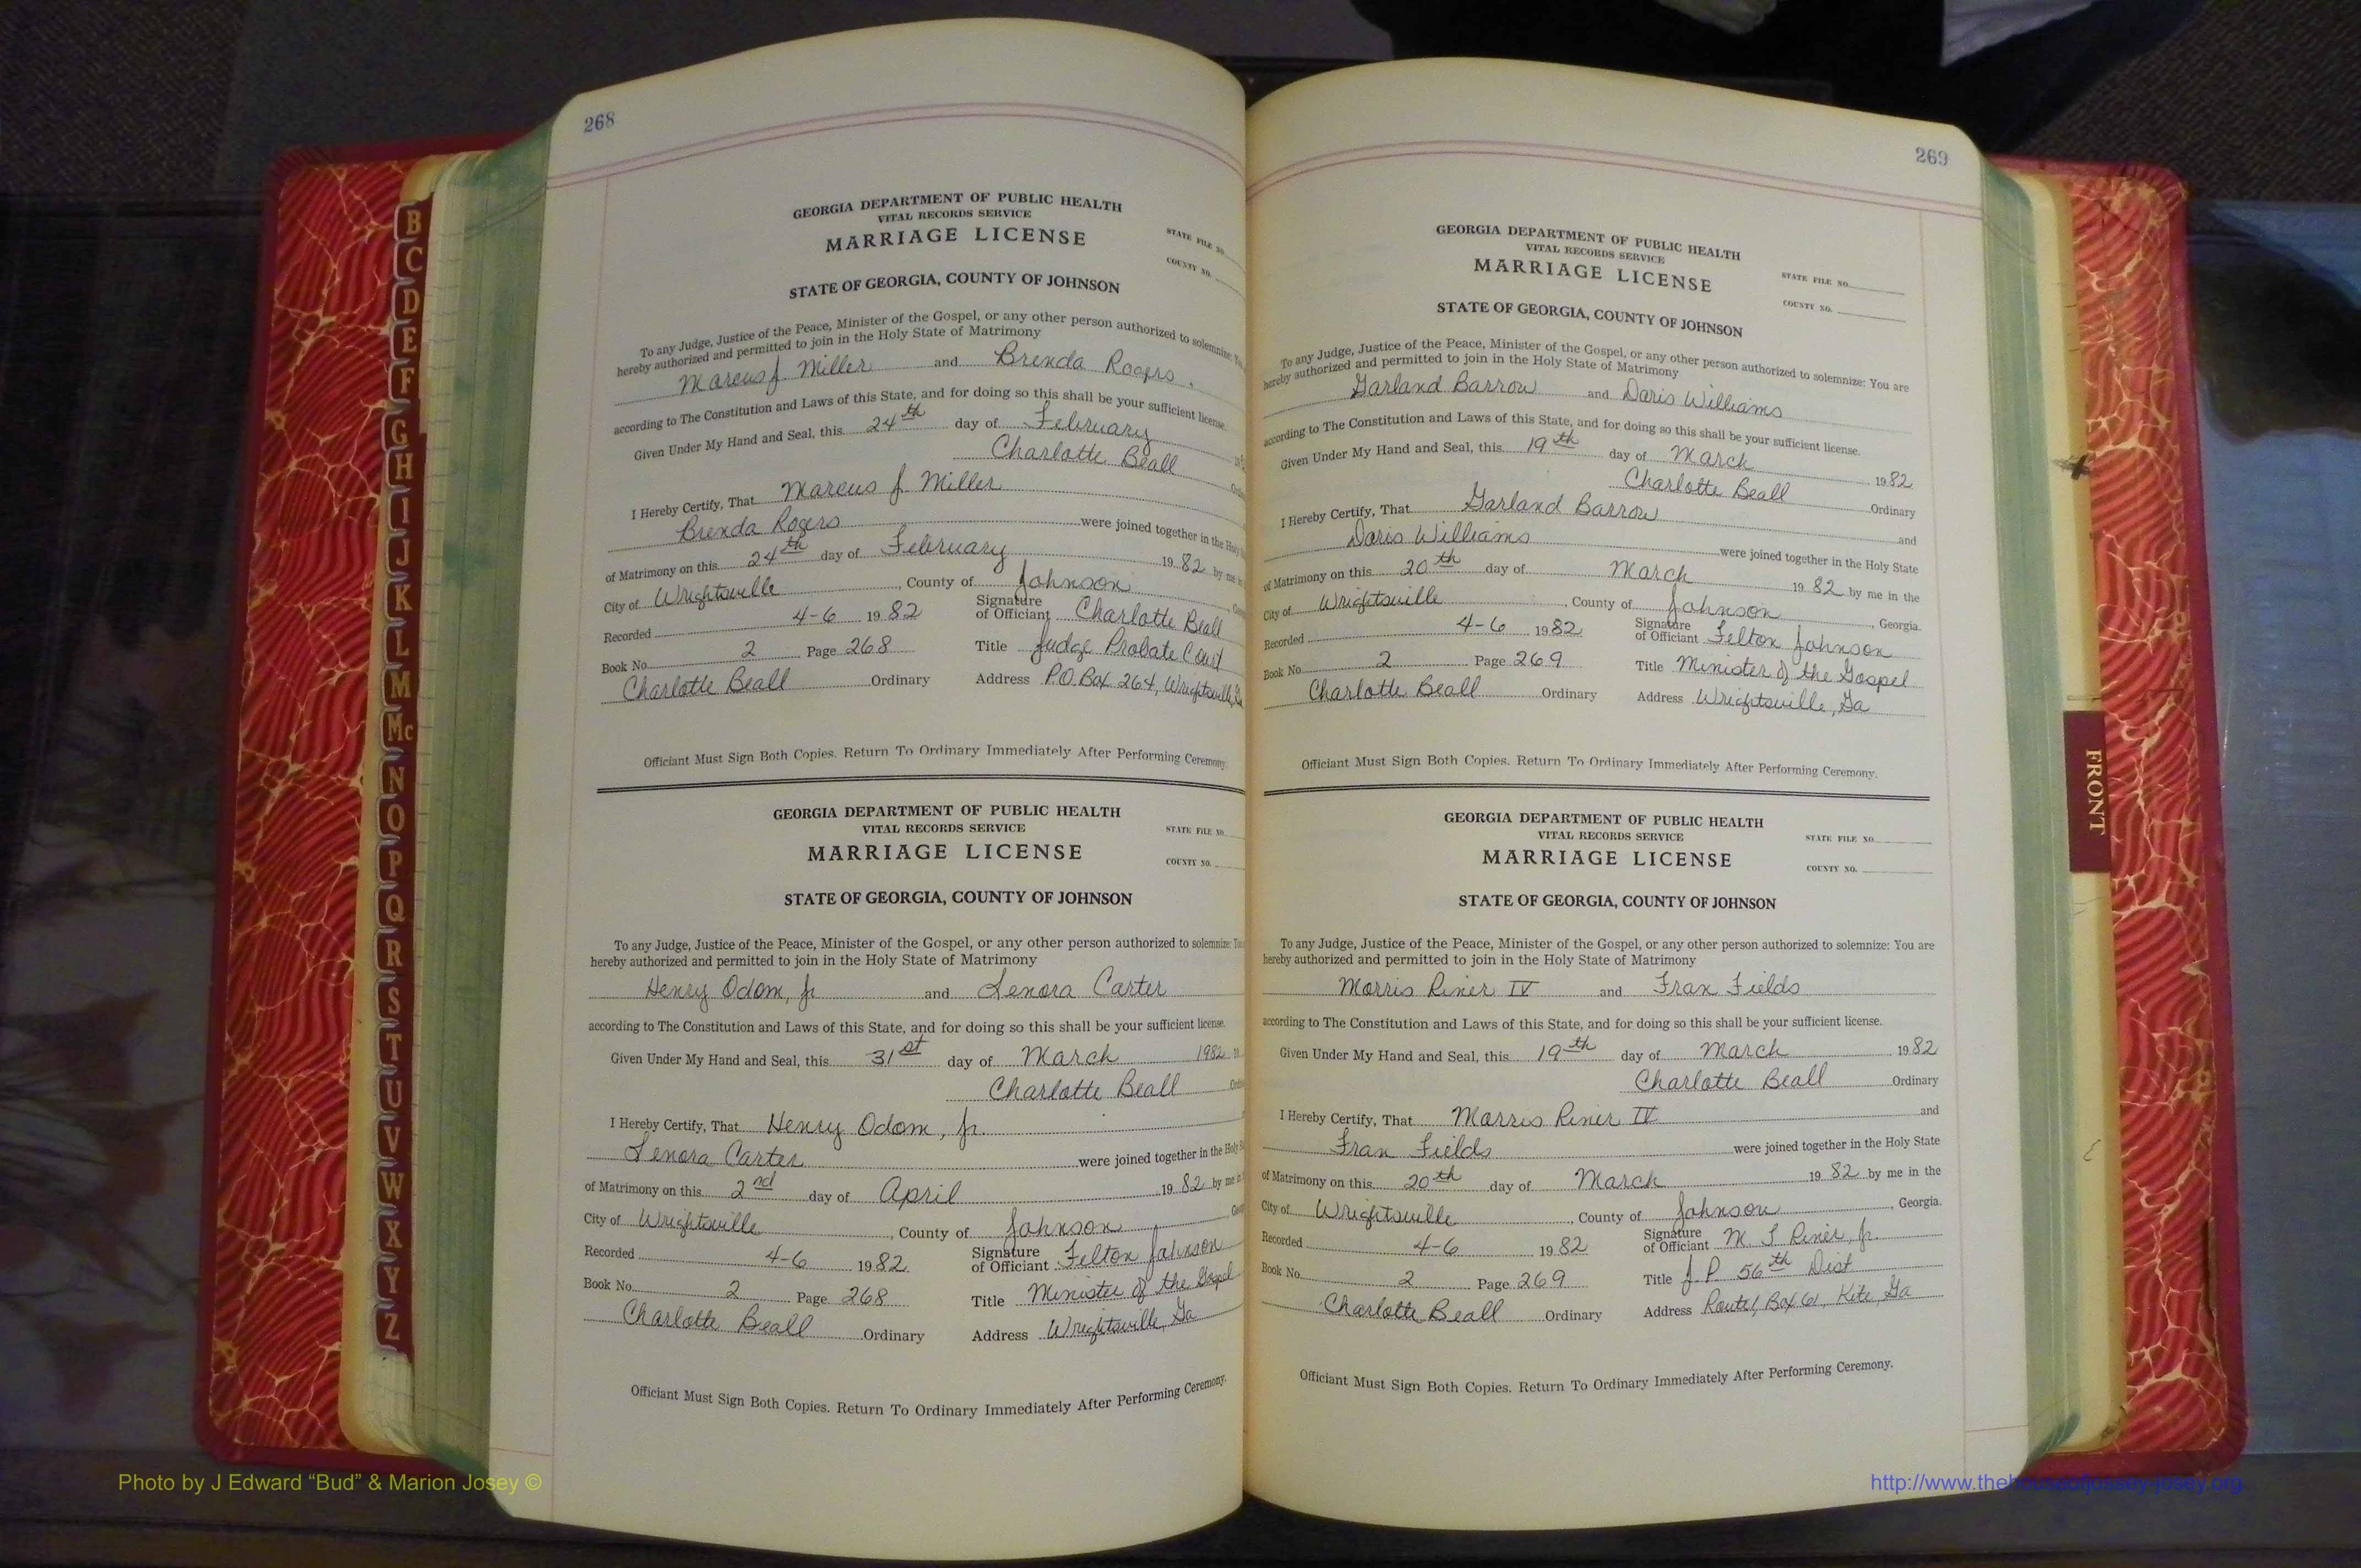 268
GEORGIA DEPARTMENT OF PUBLIC HEALTH
VITAL RECORDS SERVICE
MARRIAGE LICENSE
STATE FILE NO.
COUNTY NO.
STATE OF GEORGIA, COUNTY OF JOHNSON
To any Judge, Justice of the Peace, Minister of the Gospel, or any other person authorized to solemnize:
hereby authorized and permitted to join in the Holy State of Matrimony
Marcus J. Miller and Brenda Rogers.
according to The Constitution and Laws of this State, and for doing so this shall be your sufficient license.
Given Under My Hand and Seal, this 24th day of February
Charlotte Beall
I Hereby Certify, That Marcus J. Miller
Brenda Rogers were joined together in the
of Matrimony on this 24th day of February 19 82 by me in
City of Wrightsville, County of Johnson
Recorded 4-6 19 82 Signature of Officiant Charlotte Beall
Book No. 2 Page 268 Title Judge Probate Court
Charlotte Beall Ordinary Address P.O. Box 264, Wrightsville, Ga
Officiant Must Sign Both Copies. Return To Ordinary Immediately After Performing Ceremony.
GEORGIA DEPARTMENT OF PUBLIC HEALTH
VITAL RECORDS SERVICE
MARRIAGE LICENSE
STATE FILE NO.
COUNTY NO.
STATE OF GEORGIA, COUNTY OF JOHNSON
To any Judge, Justice of the Peace, Minister of the Gospel, or any other person authorized to solemnize:
hereby authorized and permitted to join in the Holy State of Matrimony
Henry Odom, Jr and Lenora Carter
according to The Constitution and Laws of this State, and for doing so this shall be your sufficient license.
Given Under My Hand and Seal, this 31st day of March 1982
Charlotte Beall
I Hereby Certify, That Henry Odom, Jr.
Lenora Carter were joined together in the Holy
of Matrimony on this 2nd day of April 19 82 by me
City of Wrightsville, County of Johnson
Recorded 4-6 19 82 Signature of Officiant Felton Johnson
Book No. 2 Page 268 Title Minister of the Gospel
Charlotte Beall Ordinary Address Wrightsville, Ga
Officiant Must Sign Both Copies. Return To Ordinary Immediately After Performing Ceremony.
269
GEORGIA DEPARTMENT OF PUBLIC HEALTH
VITAL RECORDS SERVICE
MARRIAGE LICENSE
STATE FILE NO.
COUNTY NO.
STATE OF GEORGIA, COUNTY OF JOHNSON
To any Judge, Justice of the Peace, Minister of the Gospel, or any other person authorized to solemnize: You are
hereby authorized and permitted to join in the Holy State of Matrimony
Garland Barrow and Doris Williams
according to The Constitution and Laws of this State, and for doing so this shall be your sufficient license.
Given Under My Hand and Seal, this 19th day of March 19 82
Charlotte Beall Ordinary
I Hereby Certify, That Garland Barrow and
Doris Williams were joined together in the Holy State
of Matrimony on this 20th day of March 19 82 by me in the
City of Wrightsville, County of Johnson, Georgia.
Recorded 4-6 19 82 Signature of Officiant Felton Johnson
Book No. 2 Page 269 Title Minister of the Gospel
Charlotte Beall Ordinary Address Wrightsville, Ga
Officiant Must Sign Both Copies. Return To Ordinary Immediately After Performing Ceremony.
GEORGIA DEPARTMENT OF PUBLIC HEALTH
VITAL RECORDS SERVICE
MARRIAGE LICENSE
STATE FILE NO.
COUNTY NO.
STATE OF GEORGIA, COUNTY OF JOHNSON
To any Judge, Justice of the Peace, Minister of the Gospel, or any other person authorized to solemnize: You are
hereby authorized and permitted to join in the Holy State of Matrimony
Morris Riner IV and Fran Fields
according to The Constitution and Laws of this State, and for doing so this shall be your sufficient license.
Given Under My Hand and Seal, this 19th day of March 19 82
Charlotte Beall Ordinary
I Hereby Certify, That Morris Riner IV and
Fran Fields were joined together in the Holy State
of Matrimony on this 20th day of March 19 82 by me in the
City of Wrightsville, County of Johnson, Georgia.
Recorded 4-6 19 82 Signature of Officiant M. Riner, Jr.
Book No. 2 Page 269 Title J. P. 56th Dist
Charlotte Beall Ordinary Address Route 1, Box 61, Kite, Ga
Officiant Must Sign Both Copies. Return To Ordinary Immediately After Performing Ceremony.
B
C
D
E
F
G
H
I
J
K
L
M
Mc
N
O
P
Q
R
S
T
U
V
W
X
Y
Z
FRONT
Photo by J Edward “Bud” & Marion Josey ©
http://www.thehouseofjossey-josey.org